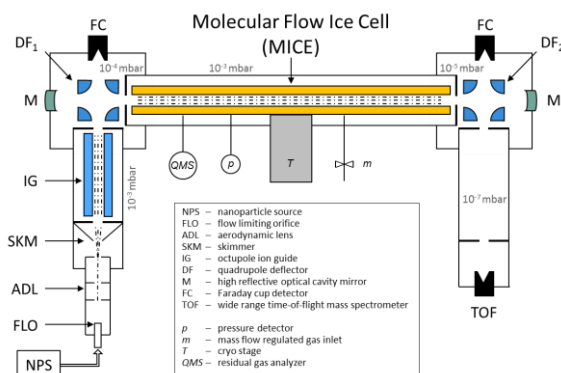 Molecular Flow Ice Cell
(MICE)
FC
FC
DF1
DF2
10-4 mbar
10-3 mbar
10-5 mbar
M
M
QMS
p
T
m
IG
10-3 mbar
10-7 mbar
SKM
ADL
FLO
NPS
TOF
NPS – nanoparticle source
FLO – flow limiting orifice
ADL – aerodynamic lens
SKM – skimmer
IG – octupole ion guide
DF – quadrupole deflector
M – high reflective optical cavity mirror
FC – Faraday cup detector
TOF – wide range time-of-flight mass spectrometer
p – pressure detector
m – mass flow regulated gas inlet
T – cryo stage
QMS – residual gas analyzer